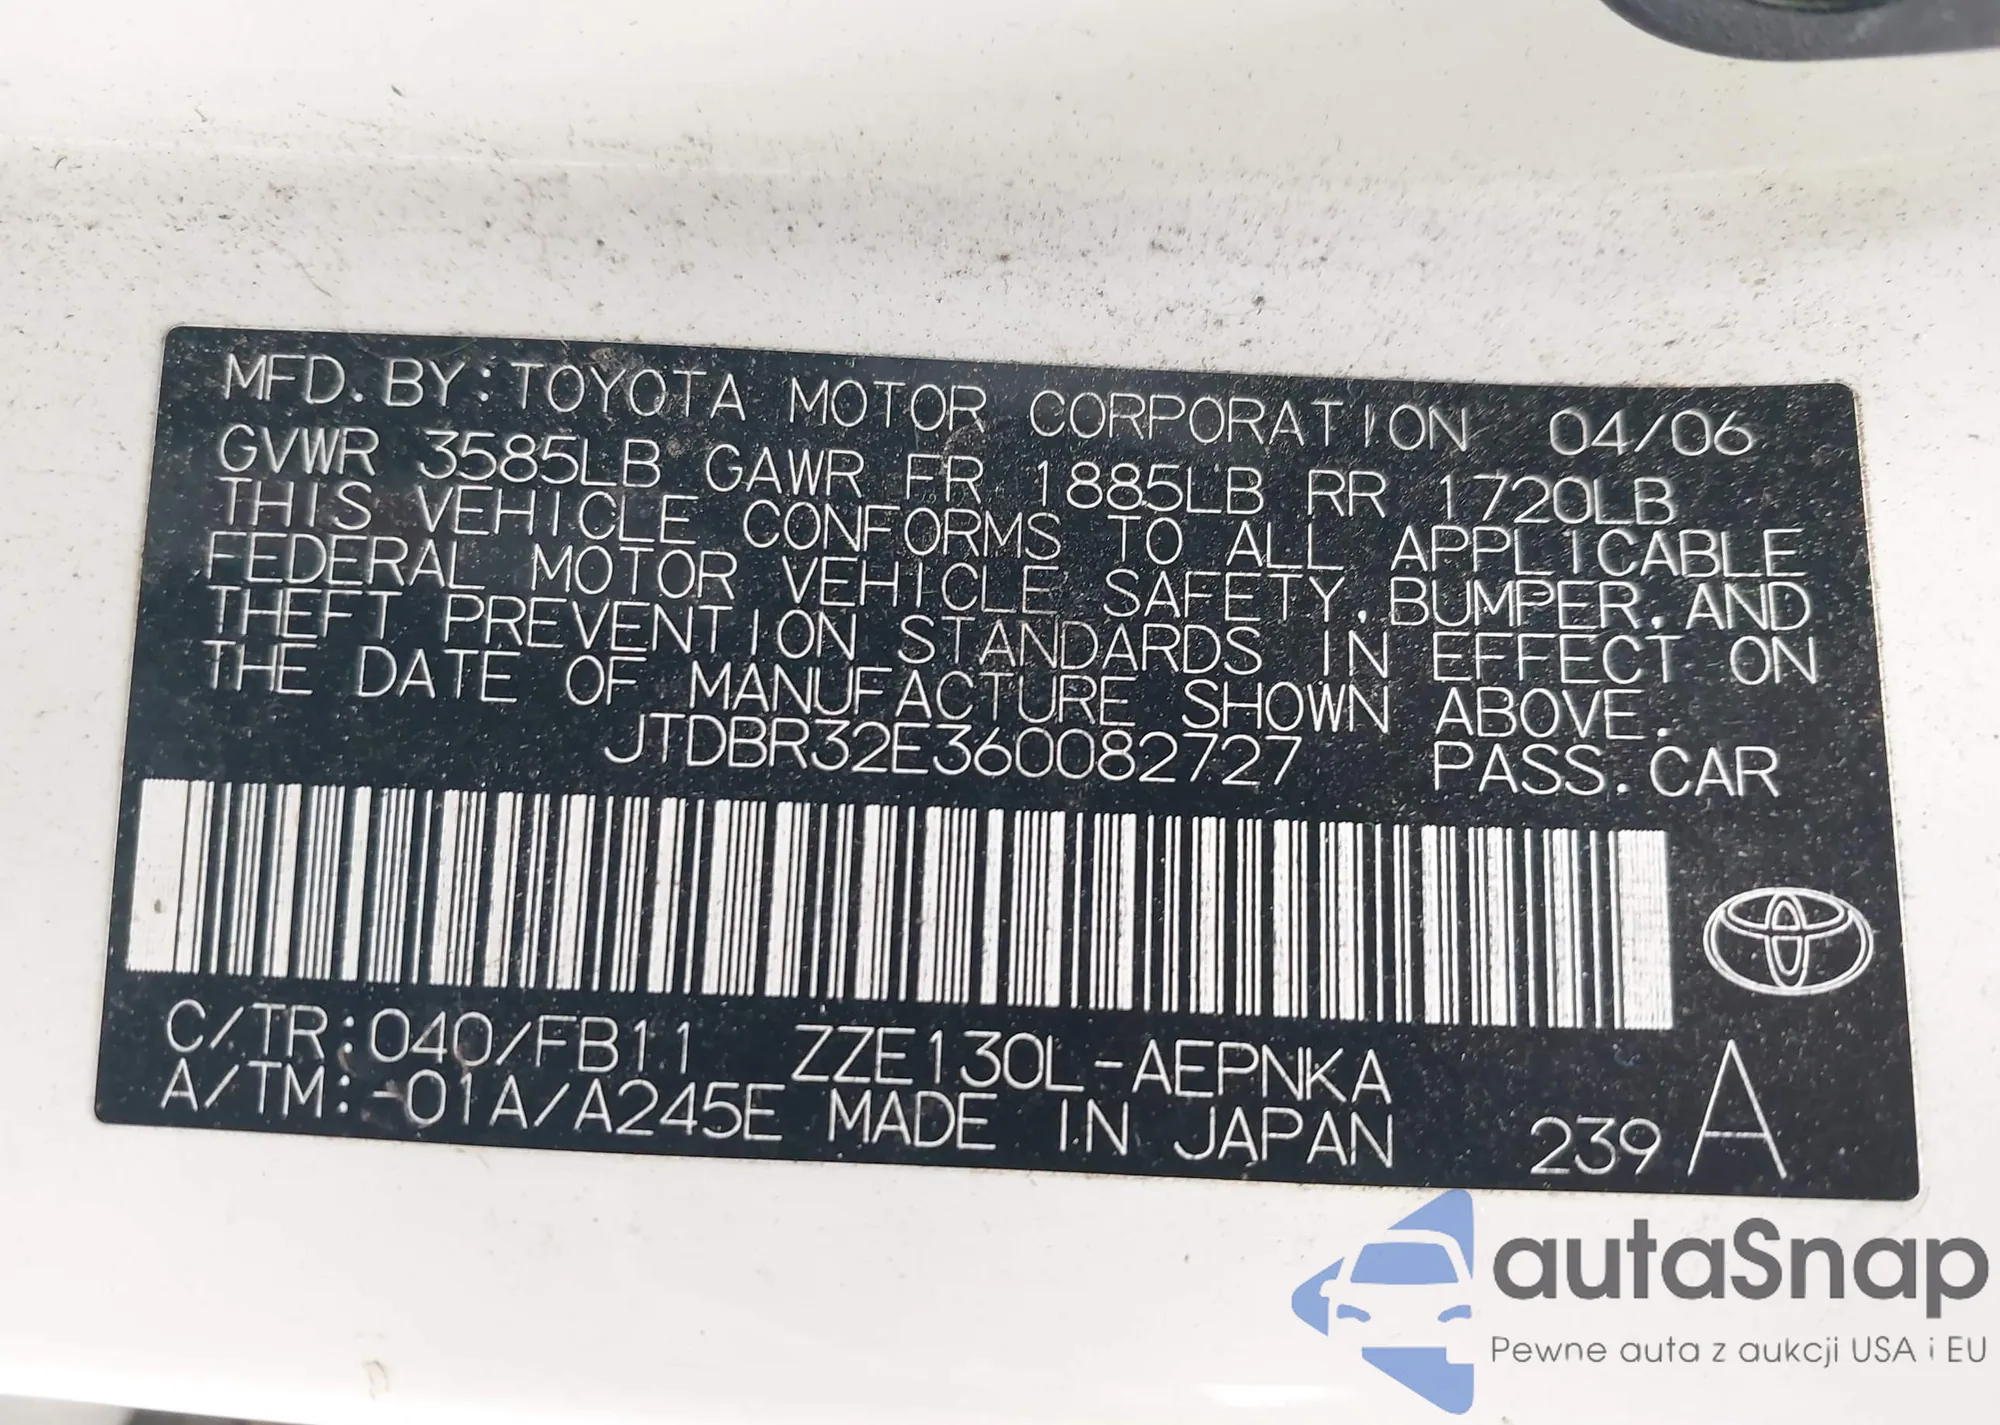 MFD. BY: TOYOTA MOTOR CORPORATION 04/06
GVWR 3585LB GAWR FR 1885LB RR 1720LB
THIS VEHICLE CONFORMS TO ALL APPLICABLE
FEDERAL MOTOR VEHICLE SAFETY, BUMPER, AND
THEFT PREVENTION STANDARDS IN EFFECT ON
THE DATE OF MANUFACTURE SHOWN ABOVE.
JTDBR32E360082727 PASS. CAR
C/TR: 040/FB11 ZZE130L-AEPNKA
A/TM: -01A/A245E MADE IN JAPAN 239 A
autaSnap
Pewne auta z aukcji USA i EU